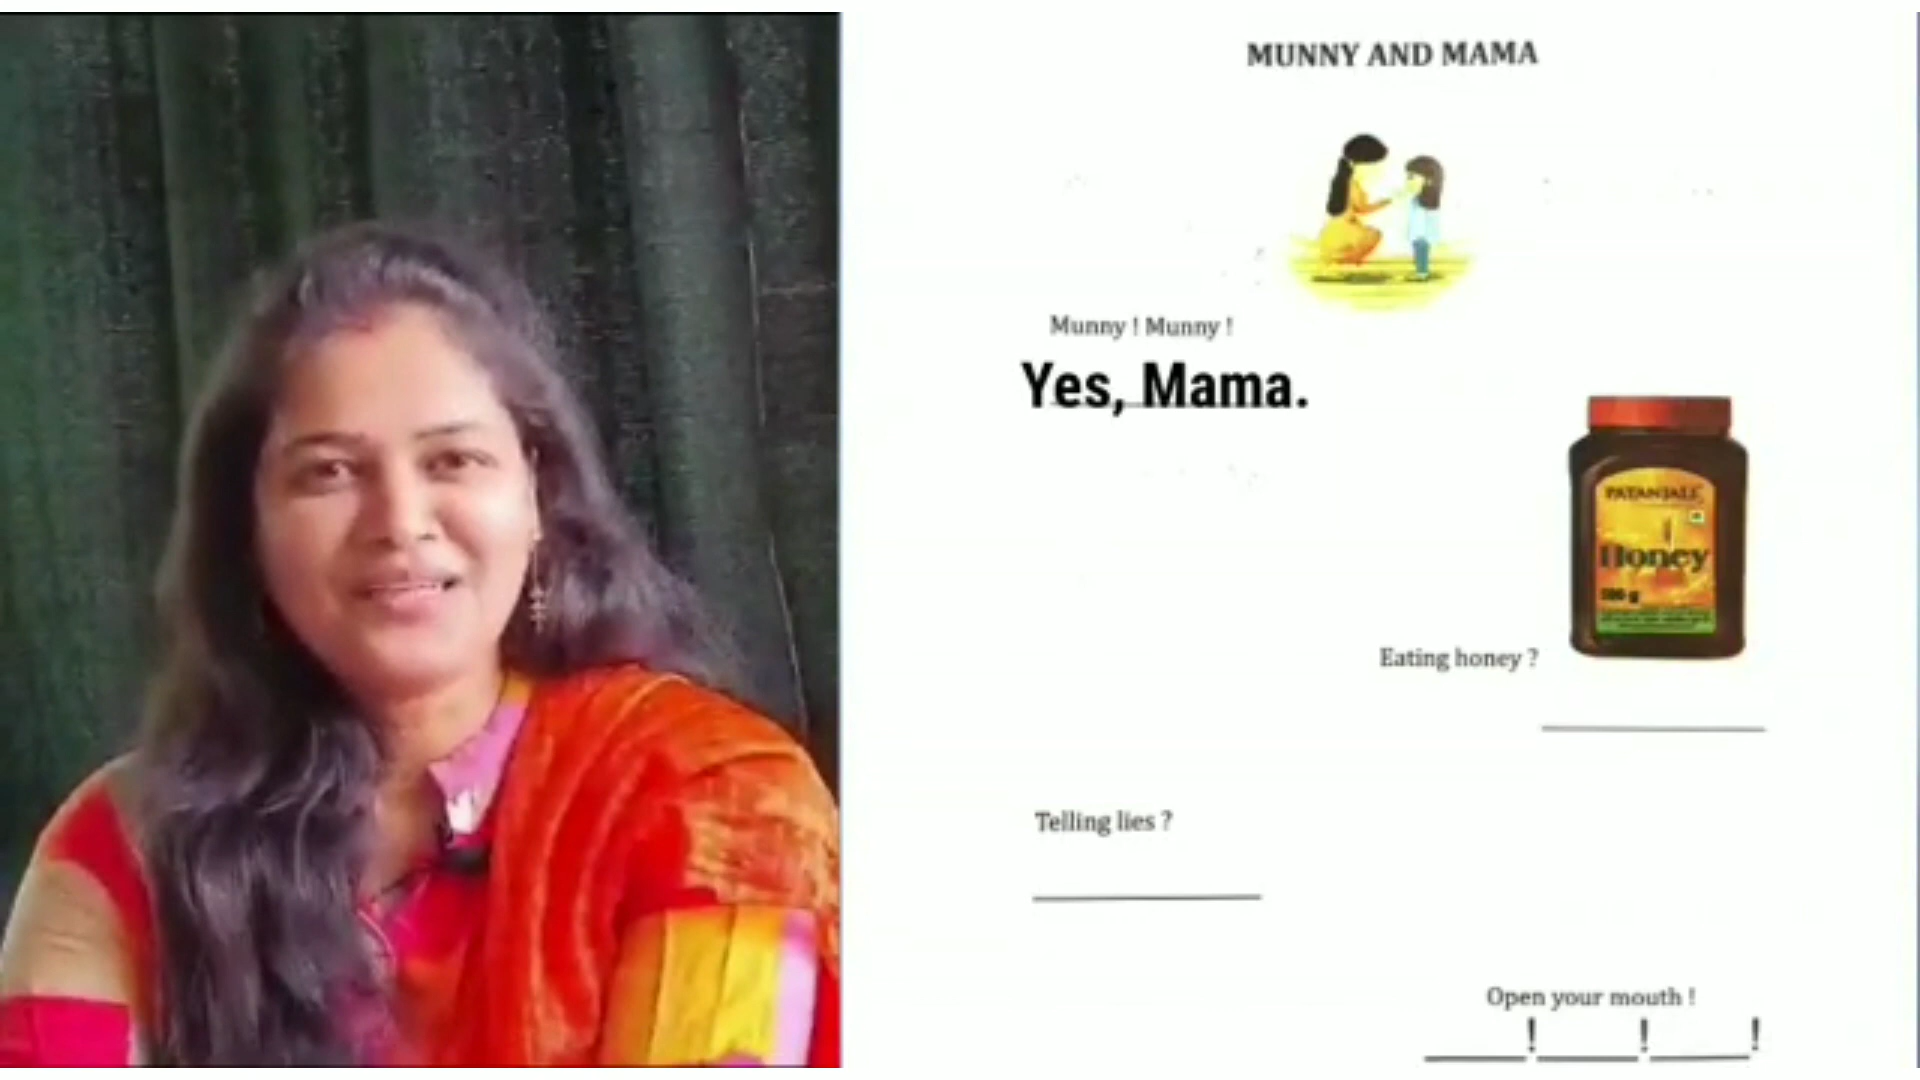 MUNNY AND MAMA
Munny ! Munny !
Yes, Mama.
PATANJALI
Honey
Eating honey ?
Telling lies ?
Open your mouth !
! ! !